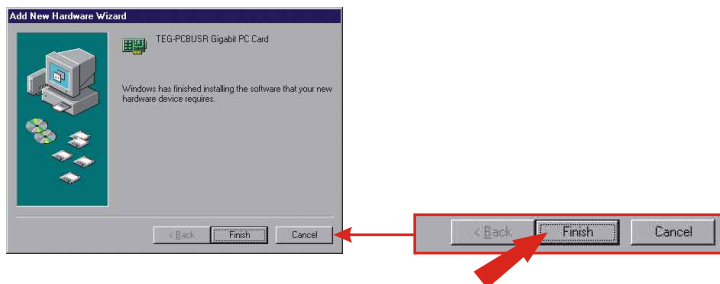 Add New Hardware Wizard
TEG-PCBUSR Gigabit PC Card
Windows has finished installing the software that your new
hardware device requires.
< Back Finish Cancel
< Back Finish Cancel